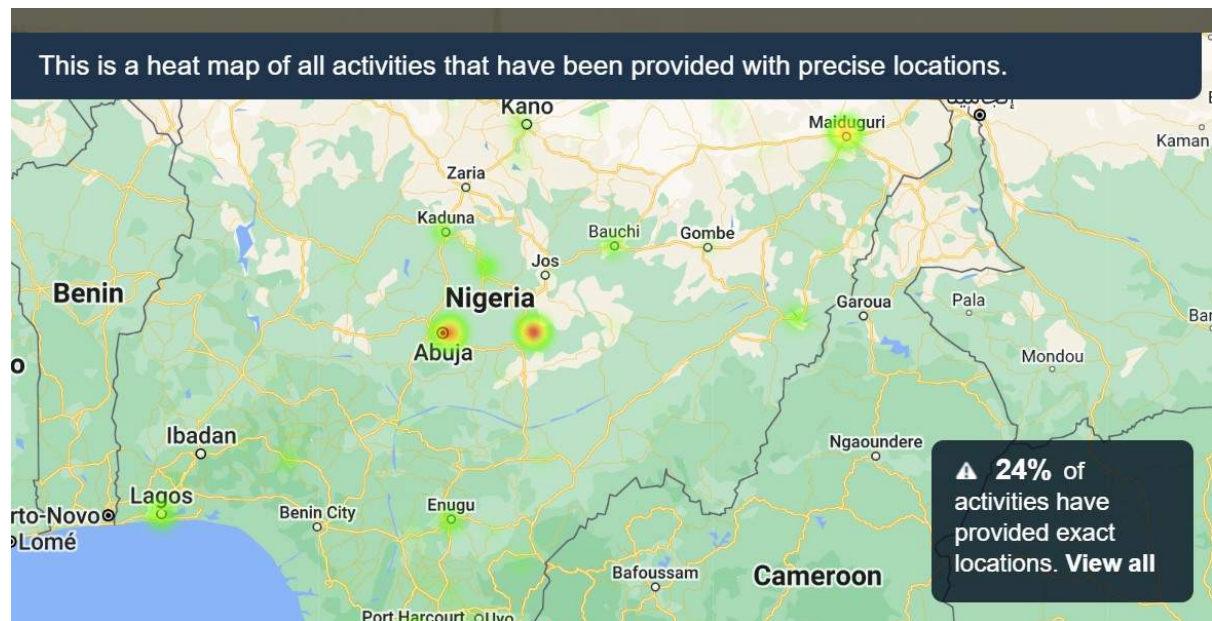 This is a heat map of all activities that have been provided with precise locations.
Kano
Maiduguri
Kaman
Zaria
Kaduna
Bauchi
Gombe
Jos
Benin
Nigeria
Garoua
Pala
Abuja
Mondou
Ibadan
Ngaoundere
Lagos
rto-Novo
Benin City
Enugu
Lomé
Bafoussam
Cameroon
Port Harcourt
Uyo
24% of
activities have
provided exact
locations. View all